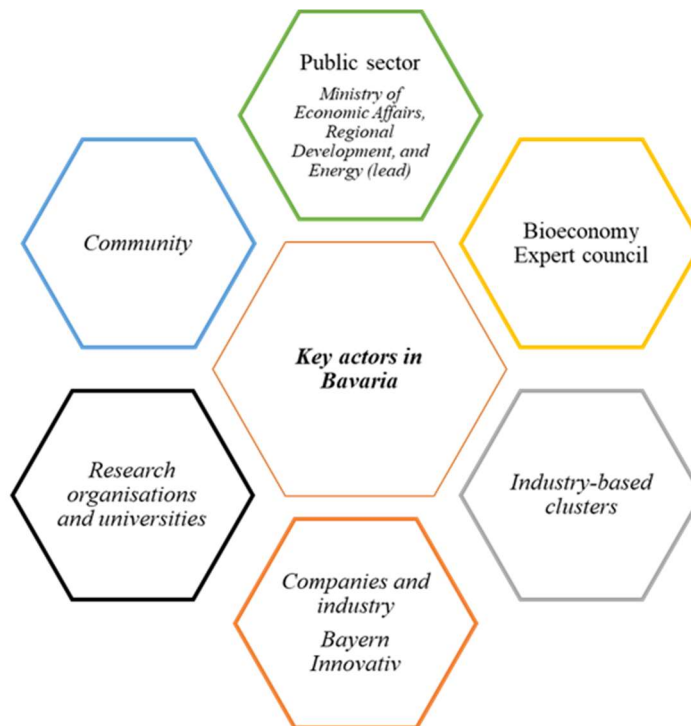 Public sector
Ministry of
Economic Affairs,
Regional
Development, and
Energy (lead)
Community
Bioeconomy
Expert council
Key actors in
Bavaria
Research
organisations
and universities
Industry-based
clusters
Companies and
industry
Bayern
Innovativ